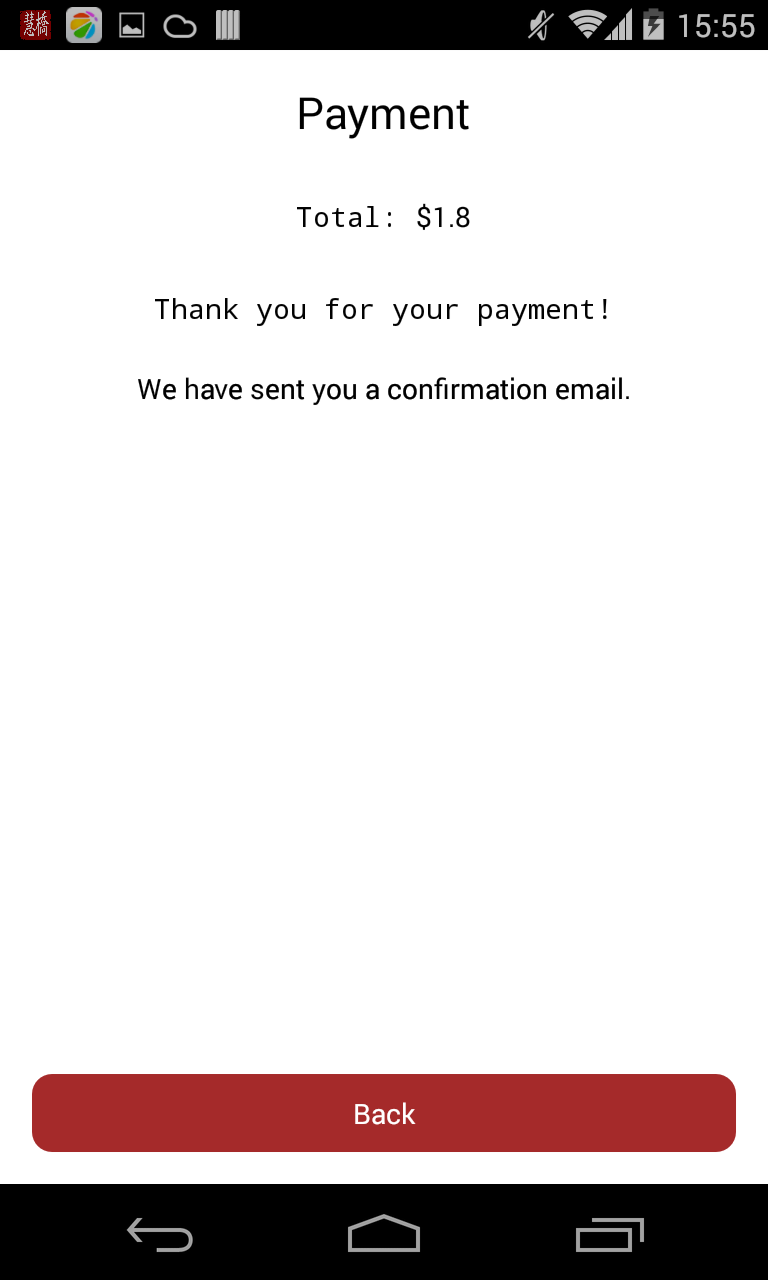 慧橋
15:55
Payment
Total: $1.8
Thank you for your payment!
We have sent you a confirmation email.
Back